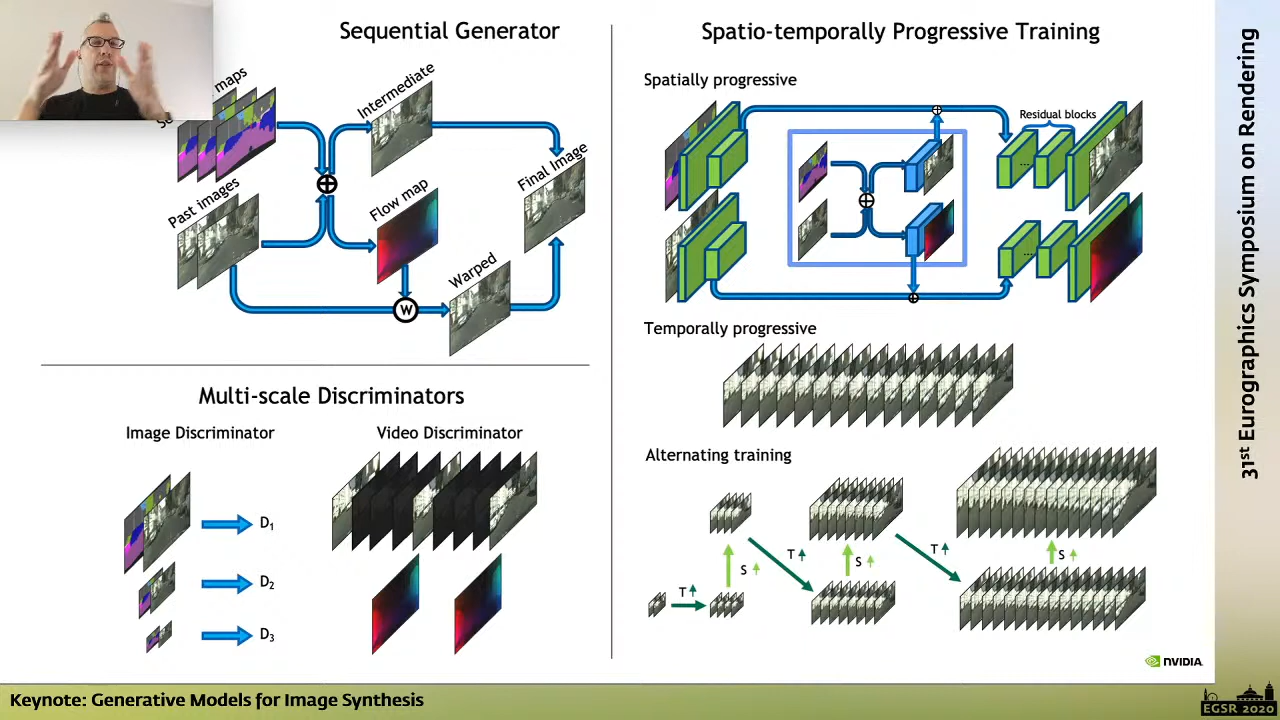 Sequential Generator
maps
Intermediate
Past images
Flow map
Final Image
Warped
W
Multi-scale Discriminators
Image Discriminator
Video Discriminator
D1
D2
D3
Spatio-temporally Progressive Training
Spatially progressive
Residual blocks
...
...
Temporally progressive
Alternating training
T
S
T
S
T
S
NVIDIA.
31st Eurographics Symposium on Rendering
Keynote: Generative Models for Image Synthesis
EGSR 2020